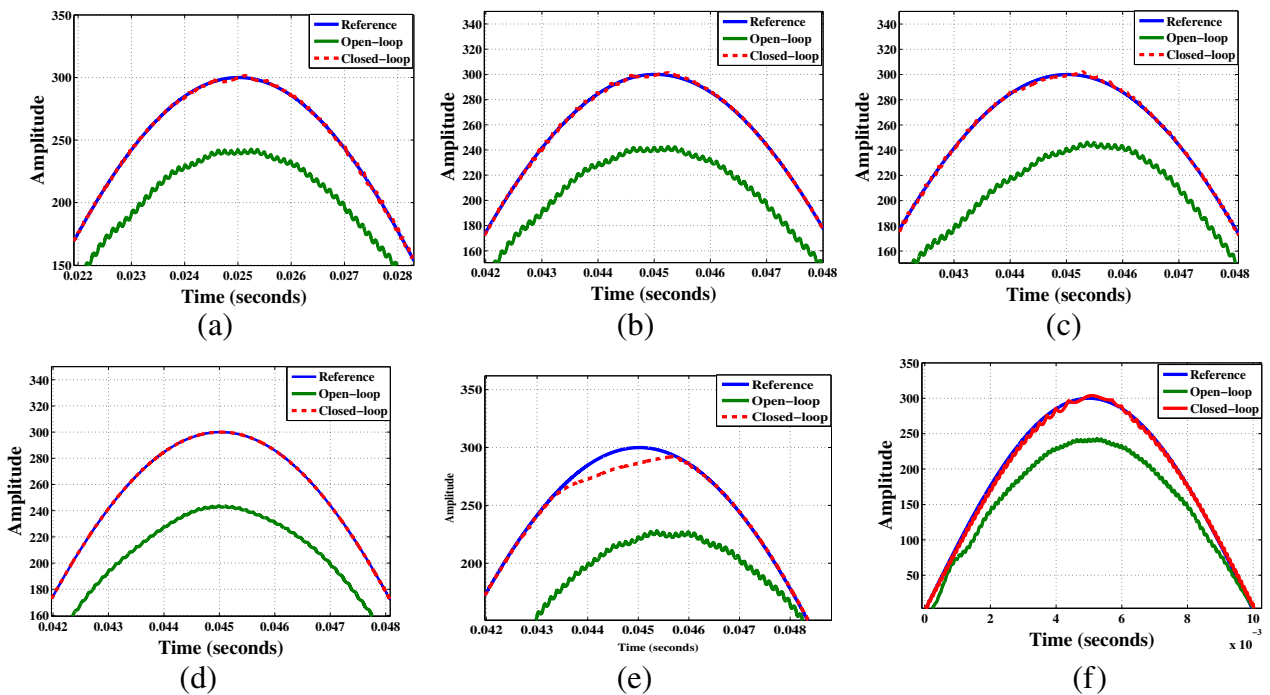 Reference
Open-loop
Closed-loop
350
300
250
200
150
Amplitude
0.022 0.023 0.024 0.025 0.026 0.027 0.028
Time (seconds)
(a)
Reference
Open-loop
Closed-loop
340
320
300
280
260
240
220
200
180
160
Amplitude
0.042 0.043 0.044 0.045 0.046 0.047 0.048
Time (seconds)
(b)
Reference
Open-loop
Closed-loop
340
320
300
280
260
240
220
200
180
160
Amplitude
0.043 0.044 0.045 0.046 0.047 0.048
Time (seconds)
(c)
Reference
Open-loop
Closed-loop
340
320
300
280
260
240
220
200
180
160
Amplitude
0.042 0.043 0.044 0.045 0.046 0.047 0.048
Time (seconds)
(d)
Reference
Open-loop
Closed-loop
350
300
250
200
Amplitude
0.042 0.043 0.044 0.045 0.046 0.047 0.048
Time (seconds)
(e)
Reference
Open-loop
Closed-loop
350
300
250
200
150
100
50
Amplitude
0 2 4 6 8 10
x 10⁻³
Time (seconds)
(f)